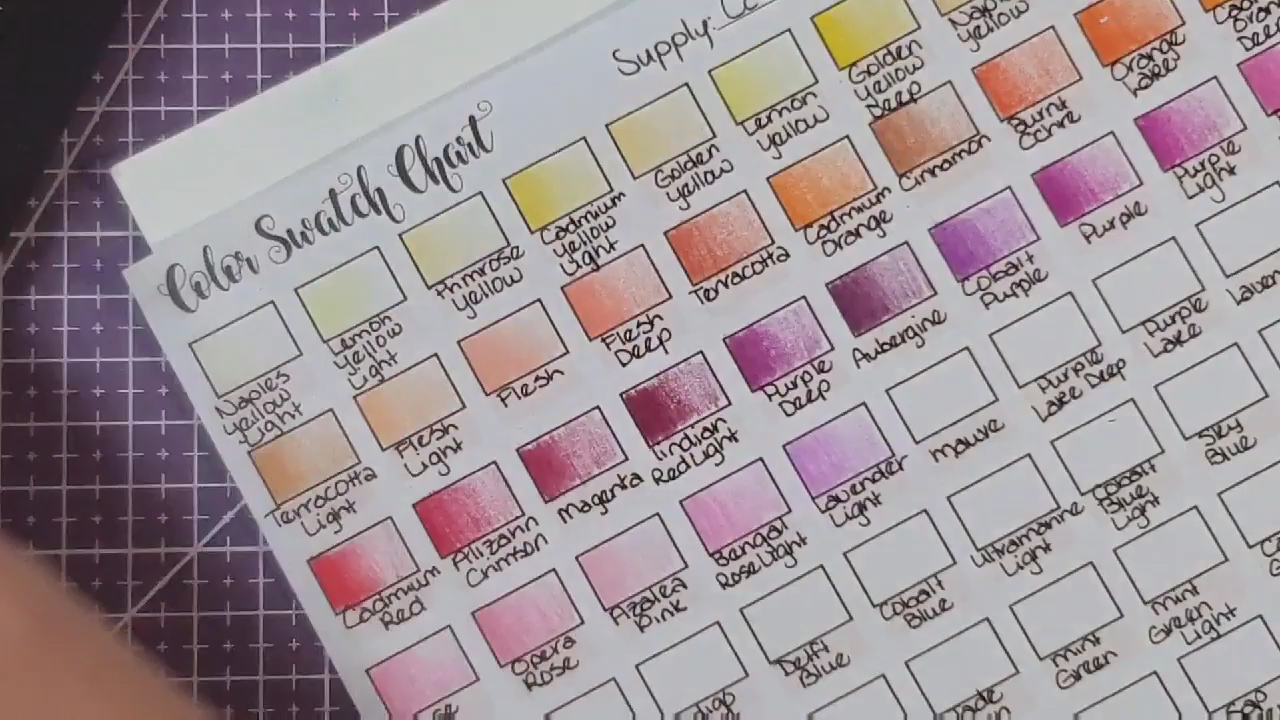 Color Swatch Chart
Supply:
Naples
Yellow
Light
Lemon
Yellow
Light
Primrose
Yellow
Cadmium
Yellow
Light
Golden
Yellow
Lemon
Yellow
Golden
Yellow
Deep
Naples
Yellow
Terracotta
Light
Flesh
Light
Flesh
Flesh
Deep
Terracotta
Cadmium
Orange
Cinnamon
Burnt
Ochre
Orange
Lake
Orange
Deep
Cadmium
Red
Alizann
Crimson
Magenta
Indian
Red Light
Purple
Deep
Aubergine
Cobalt
Purple
Purple
Purple
Light
Opera
Rose
Azalea
Pink
Bengal
Rose Light
Lavender
Light
Mauve
Purple
Lake Deep
Purple
Lake
Delft
Blue
Cobalt
Blue
Ultramarine
Light
Cobalt
Blue
Light
Sky
Blue
Jade
Mint
Green
Mint
Green
Light